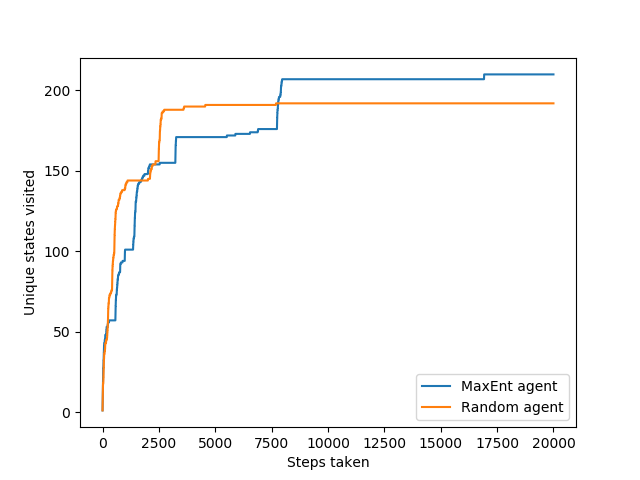 200
150
100
50
0
Unique states visited
MaxEnt agent
Random agent
0 2500 5000 7500 10000 12500 15000 17500 20000
Steps taken